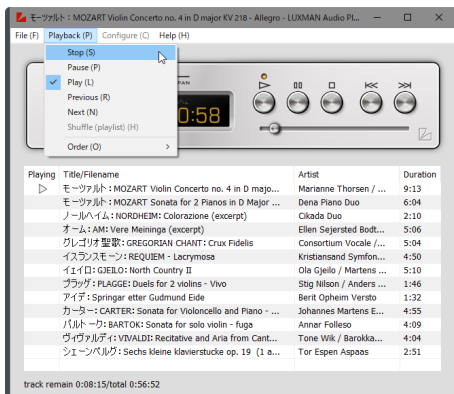 モーツァルト : MOZART Violin Concerto no. 4 in D major KV 218 - Allegro - LUXMAN Audio Pl...
File (F) Playback (P) Configure (C) Help (H)
Stop (S)
Pause (P)
Play (L)
Previous (R)
Next (N)
Shuffle (playlist) (H)
Order (O)
0:58
Playing Title/Filename Artist Duration
モーツァルト : MOZART Violin Concerto no. 4 in D majo... Marianne Thorsen / ... 9:13
モーツァルト : MOZART Sonata for 2 Pianos in D Major ... Dena Piano Duo 6:04
ノールハイム : NORDHEIM: Colorazione (excerpt) Cikada Duo 2:10
オーム : AM: Vere Meininga (excerpt) Ellen Sejersted Bodt... 5:06
グレゴリオ聖歌 : GREGORIAN CHANT: Crux Fidelis Consortium Vocale /... 5:04
イスランスモーン : REQUIEM - Lacrymosa Kristiansand Symfon... 4:50
イェイロ : GJEILO: North Country II Ola Gjeilo / Martens ... 5:10
プラッゲ : PLAGGE: Duels for 2 violins - Vivo Stig Nilson / Anders ... 1:46
アイデ : Springar etter Gudmund Eide Berit Opheim Versto 1:32
カーター : CARTER: Sonata for Violoncello and Piano - ... Johannes Martens E... 4:55
バルトーク : BARTOK: Sonata for solo violin - fuga Annar Folleso 4:09
ヴィヴァルディ : VIVALDI: Recitative and Aria from Cant... Tone Wik / Barokka... 4:04
シェーンベルグ : Sechs kleine klavierstucke op. 19 (1 a... Tor Espen Aspaas 2:51
track remain 0:08:15/total 0:56:52